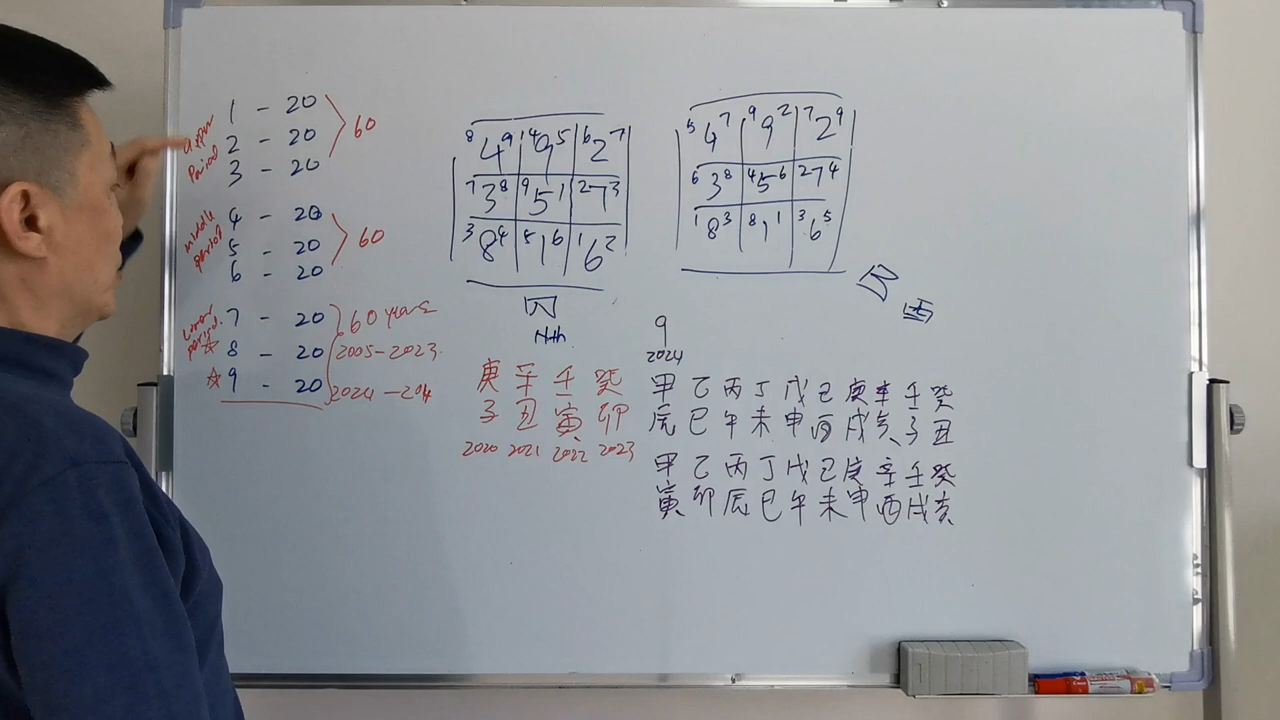 upper period
1 - 20
2 - 20
3 - 20
60
middle period
4 - 20
5 - 20
6 - 20
60
Lower period.
7 - 20
☆ 8 - 20
☆ 9 - 20
60 years
2005-2023
2024-204
8 4 9 4 9 5 6 2 7
7 3 8 9 5 1 2 7 3
3 8 4 5 1 6 1 6 2
5 4 7 9 9 2 7 2 9
6 3 8 4 5 6 2 7 4
1 8 3 8 1 1 3 6 5
9
2024
庚 辛 壬 癸
子 丑 寅 卯
2020 2021 2022 2023
甲 乙 丙 丁 戊 己 庚 辛 壬 癸
辰 巳 午 未 申 酉 戌 亥 子 丑
甲 乙 丙 丁 戊 己 庚 辛 壬 癸
寅 卯 辰 巳 午 未 申 酉 戌 亥